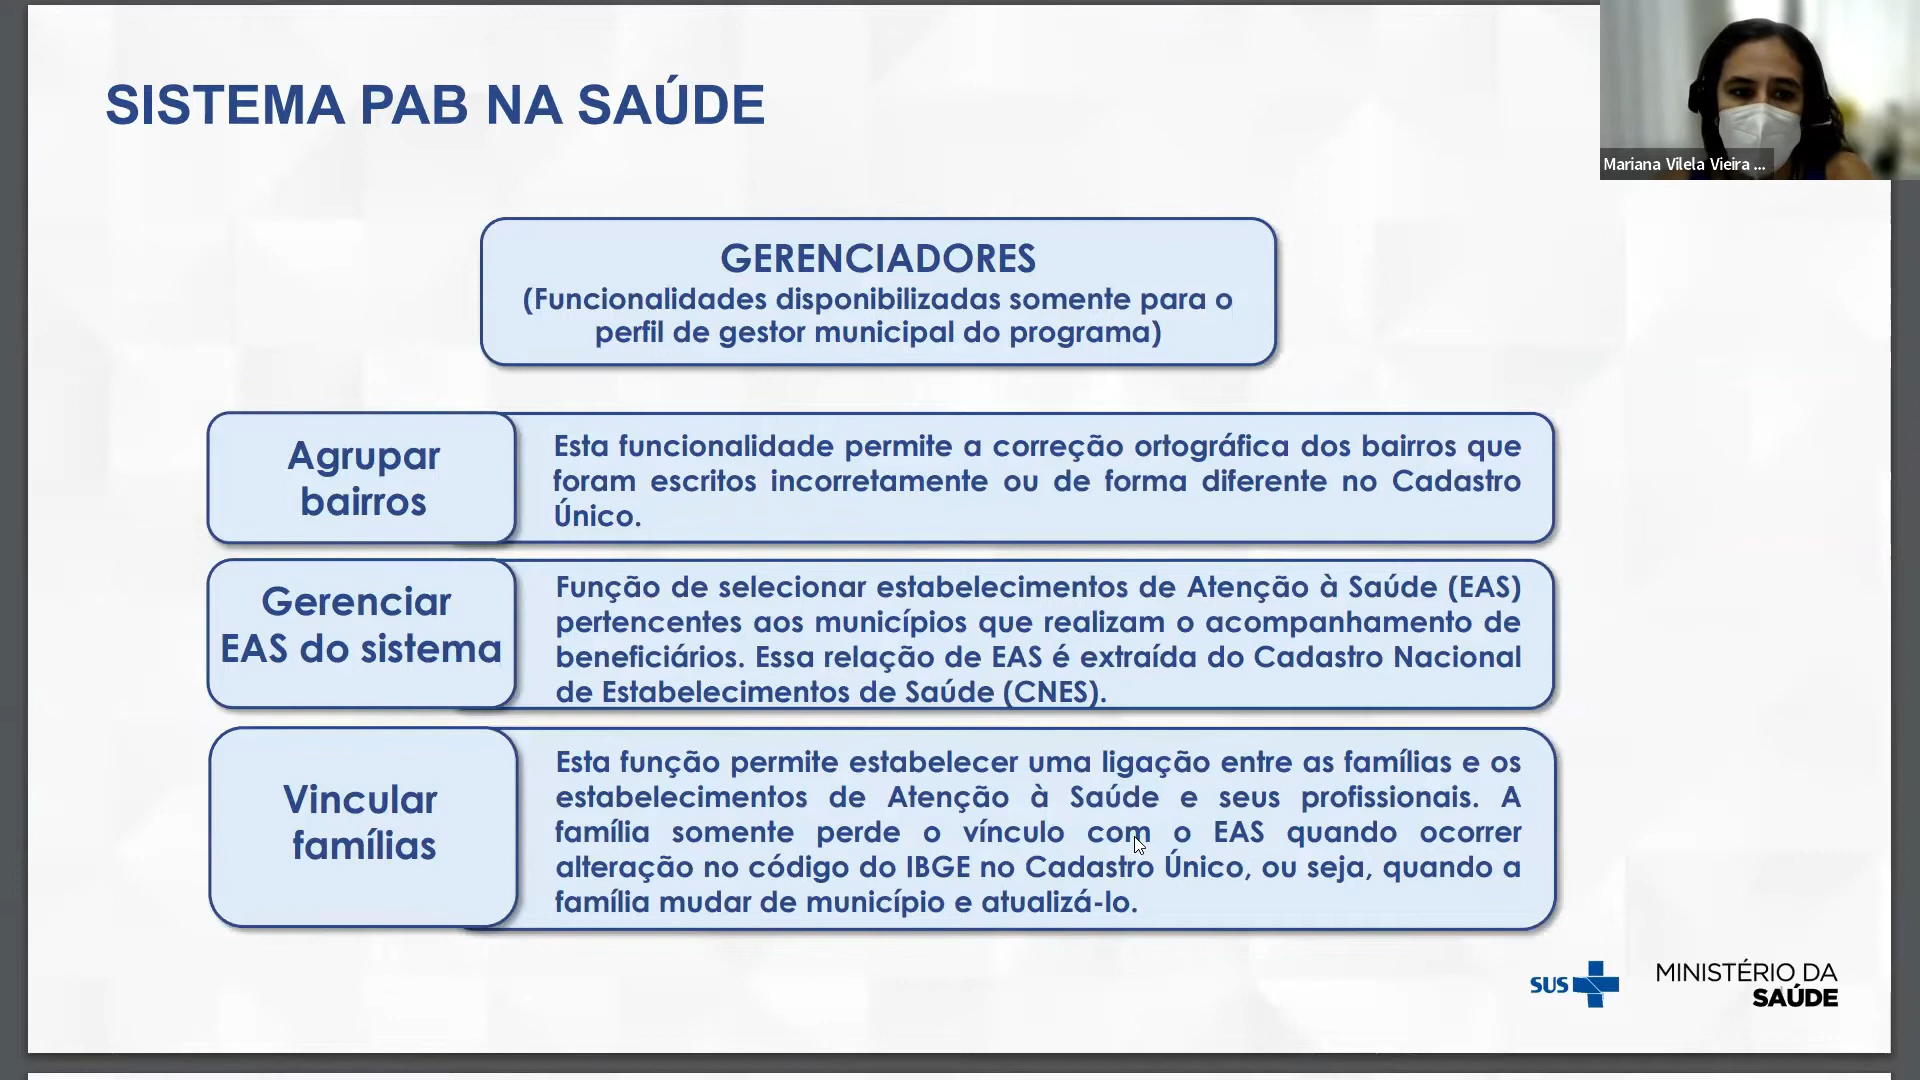 SISTEMA PAB NA SAÚDE
Mariana Vilela Vieira ...
GERENCIADORES
(Funcionalidades disponibilizadas somente para o
perfil de gestor municipal do programa)
Agrupar
bairros
Esta funcionalidade permite a correção ortográfica dos bairros que
foram escritos incorretamente ou de forma diferente no Cadastro
Único.
Gerenciar
EAS do sistema
Função de selecionar estabelecimentos de Atenção à Saúde (EAS)
pertencentes aos municípios que realizam o acompanhamento de
beneficiários. Essa relação de EAS é extraída do Cadastro Nacional
de Estabelecimentos de Saúde (CNES).
Vincular
famílias
Esta função permite estabelecer uma ligação entre as famílias e os
estabelecimentos de Atenção à Saúde e seus profissionais. A
família somente perde o vínculo com o EAS quando ocorrer
alteração no código do IBGE no Cadastro Único, ou seja, quando a
família mudar de município e atualizá-lo.
SUS
MINISTÉRIO DA
SAÚDE